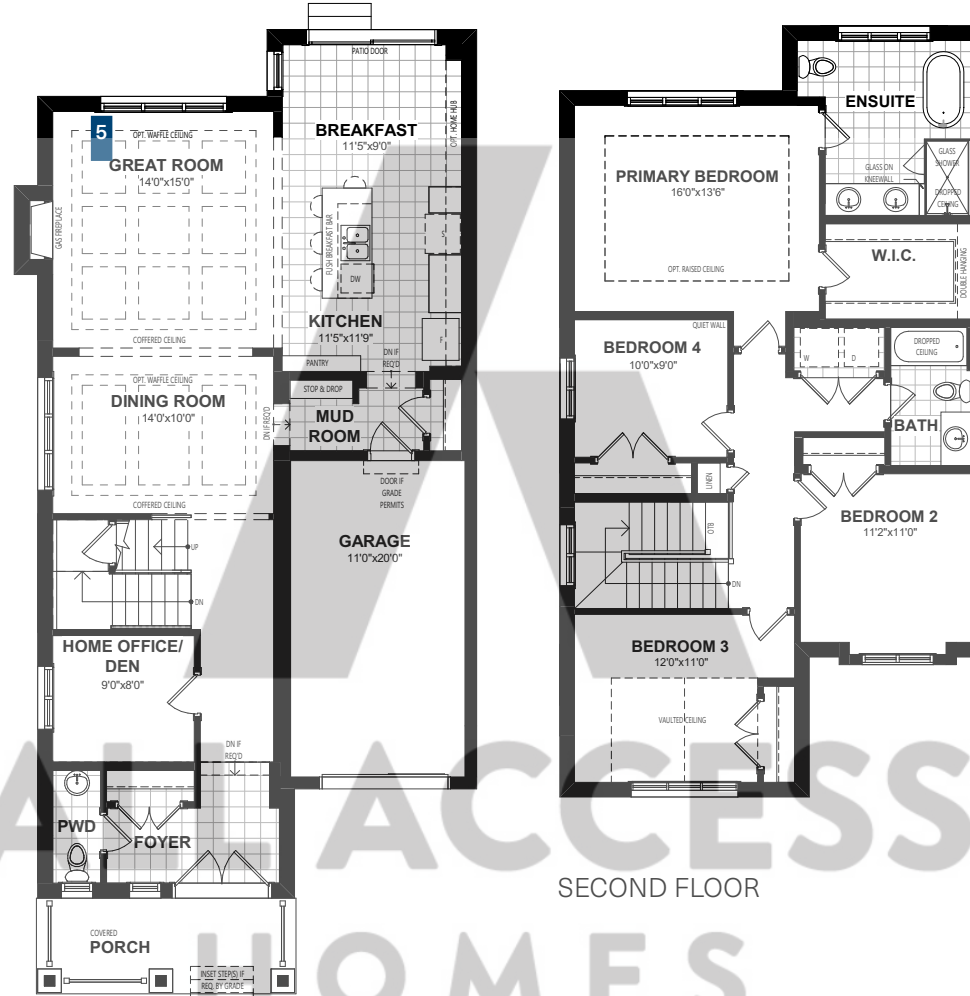 PATIO DOOR
BREAKFAST
11'5"x9'0"
OPT. HOME HUB
5
OPT. WAFFLE CEILING
GREAT ROOM
14'0"x15'0"
GAS FIREPLACE
FLUSH BREAKFAST BAR
S
DW
KITCHEN
11'5"x11'9"
F
COFFERED CEILING
PANTRY
DN IF
REQ'D
OPT. WAFFLE CEILING
DINING ROOM
14'0"x10'0"
DN IF REQ'D
STOP & DROP
MUD
ROOM
COFFERED CEILING
DOOR IF
GRADE
PERMITS
GARAGE
11'0"x20'0"
UP
DN
HOME OFFICE/
DEN
9'0"x8'0"
DN IF
REQ'D
PWD
FOYER
COVERED
PORCH
INSET STEP(S) IF
REQ. BY GRADE
ENSUITE
GLASS
SHOWER
DROPPED
CEILING
GLASS ON
KNEEWALL
PRIMARY BEDROOM
16'0"x13'6"
OPT. RAISED CEILING
W.I.C.
DOUBLE HANGING
QUIET WALL
BEDROOM 4
10'0"x9'0"
W
D
DROPPED
CEILING
BATH
LINEN
OTB
DN
BEDROOM 2
11'2"x11'0"
BEDROOM 3
12'0"x11'0"
VAULTED CEILING
SECOND FLOOR
ALL ACCESS
HOMES